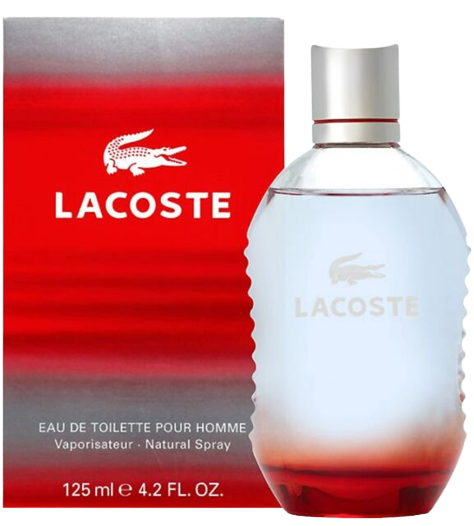 LACOSTE
EAU DE TOILETTE POUR HOMME
Vaporisateur · Natural Spray
125 ml ℮ 4.2 FL. OZ.
LACOSTE